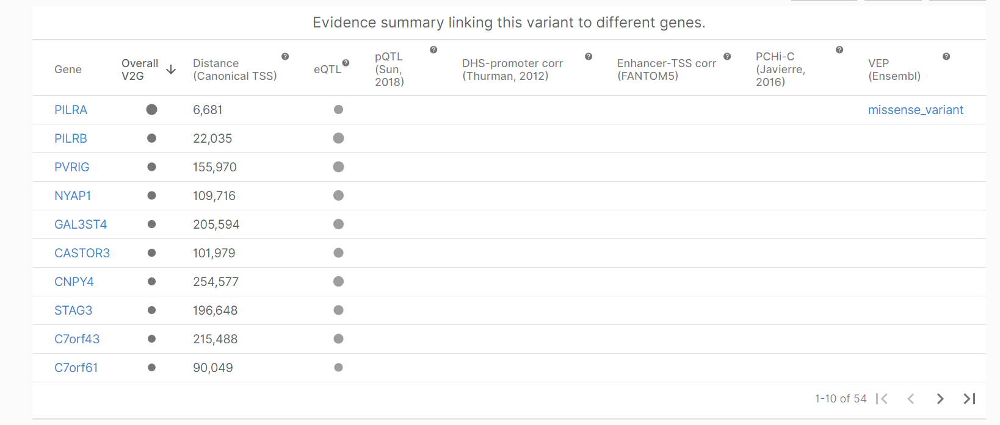 Evidence summary linking this variant to different genes.
Gene
Overall
V2G
Distance
(Canonical TSS)
eQTL
pQTL
(Sun,
2018)
DHS-promoter corr
(Thurman, 2012)
Enhancer-TSS corr
(FANTOM5)
PCHi-C
(Javierre,
2016)
VEP
(Ensembl)
PILRA 6,681 missense_variant
PILRB 22,035
PVRIG 155,970
NYAP1 109,716
GAL3ST4 205,594
CASTOR3 101,979
CNPY4 254,577
STAG3 196,648
C7orf43 215,488
C7orf61 90,049
1-10 of 54